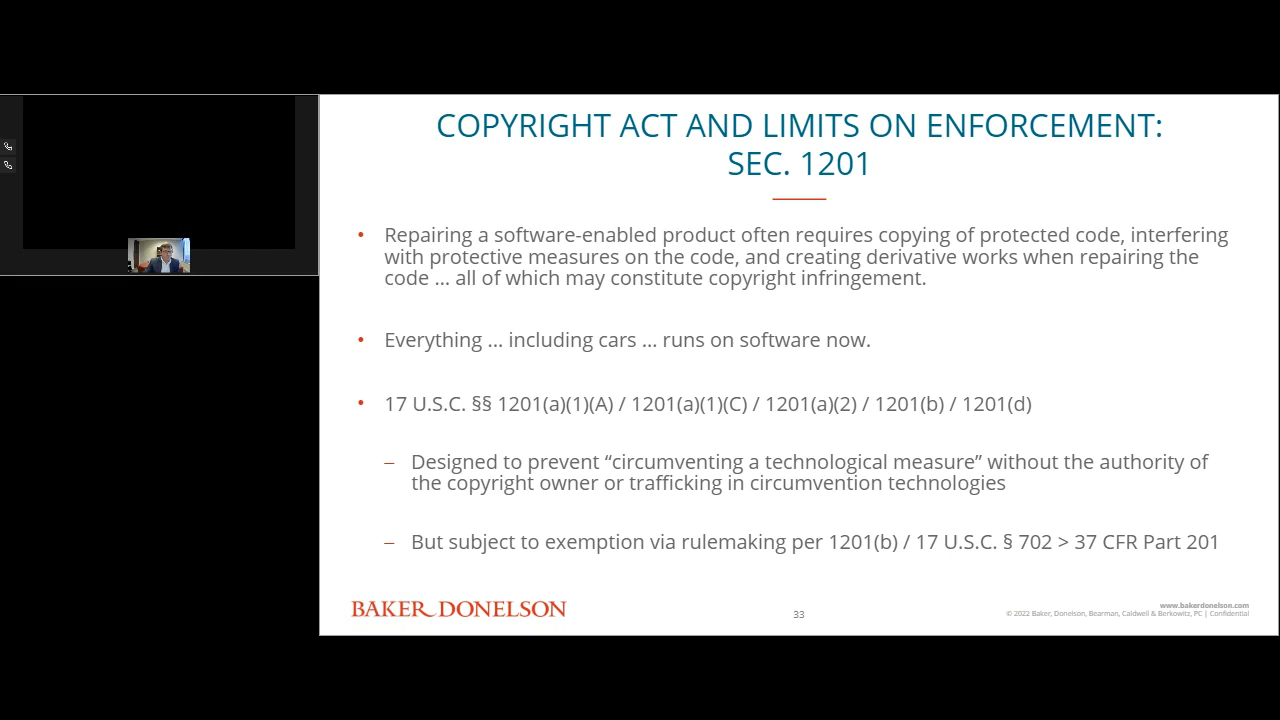 COPYRIGHT ACT AND LIMITS ON ENFORCEMENT:
SEC. 1201
• Repairing a software-enabled product often requires copying of protected code, interfering
with protective measures on the code, and creating derivative works when repairing the
code ... all of which may constitute copyright infringement.
• Everything ... including cars ... runs on software now.
• 17 U.S.C. §§ 1201(a)(1)(A) / 1201(a)(1)(C) / 1201(a)(2) / 1201(b) / 1201(d)
– Designed to prevent “circumventing a technological measure” without the authority of
the copyright owner or trafficking in circumvention technologies
– But subject to exemption via rulemaking per 1201(b) / 17 U.S.C. § 702 > 37 CFR Part 201
BAKER DONELSON
33
www.bakerdonelson.com
© 2022 Baker, Donelson, Bearman, Caldwell & Berkowitz, PC | Confidential